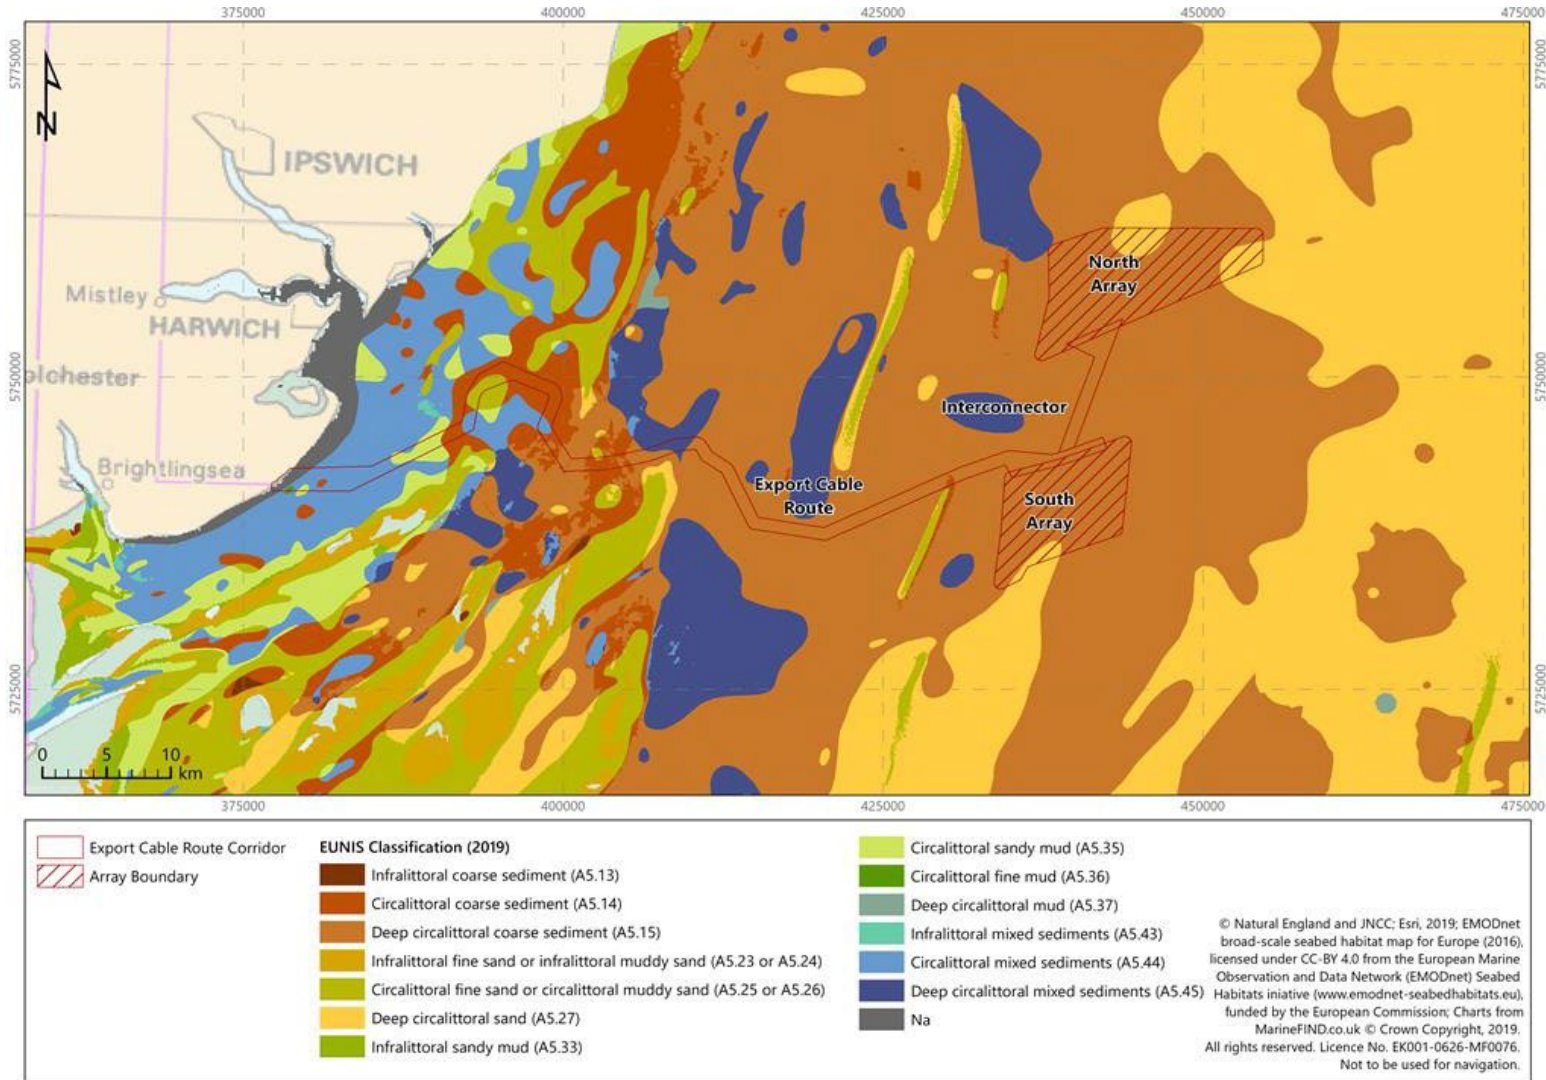 375000
400000
425000
450000
475000
5775000
5775000
N
IPSWICH
Mistley
HARWICH
olchester
Brightlingsea
North
Array
5750000
5750000
Interconnector
Export Cable
Route
South
Array
5725000
5725000
0 5 10
km
375000
400000
425000
450000
475000
Export Cable Route Corridor
Array Boundary
EUNIS Classification (2019)
Infralittoral coarse sediment (A5.13)
Circalittoral coarse sediment (A5.14)
Deep circalittoral coarse sediment (A5.15)
Infralittoral fine sand or infralittoral muddy sand (A5.23 or A5.24)
Circalittoral fine sand or circalittoral muddy sand (A5.25 or A5.26)
Deep circalittoral sand (A5.27)
Infralittoral sandy mud (A5.33)
Circalittoral sandy mud (A5.35)
Circalittoral fine mud (A5.36)
Deep circalittoral mud (A5.37)
Infralittoral mixed sediments (A5.43)
Circalittoral mixed sediments (A5.44)
Deep circalittoral mixed sediments (A5.45)
Na
© Natural England and JNCC; Esri, 2019; EMODnet
broad-scale seabed habitat map for Europe (2016),
licensed under CC-BY 4.0 from the European Marine
Observation and Data Network (EMODnet) Seabed
Habitats iniative (www.emodnet-seabedhabitats.eu),
funded by the European Commission; Charts from
MarineFIND.co.uk © Crown Copyright, 2019.
All rights reserved. Licence No. EK001-0626-MF0076.
Not to be used for navigation.